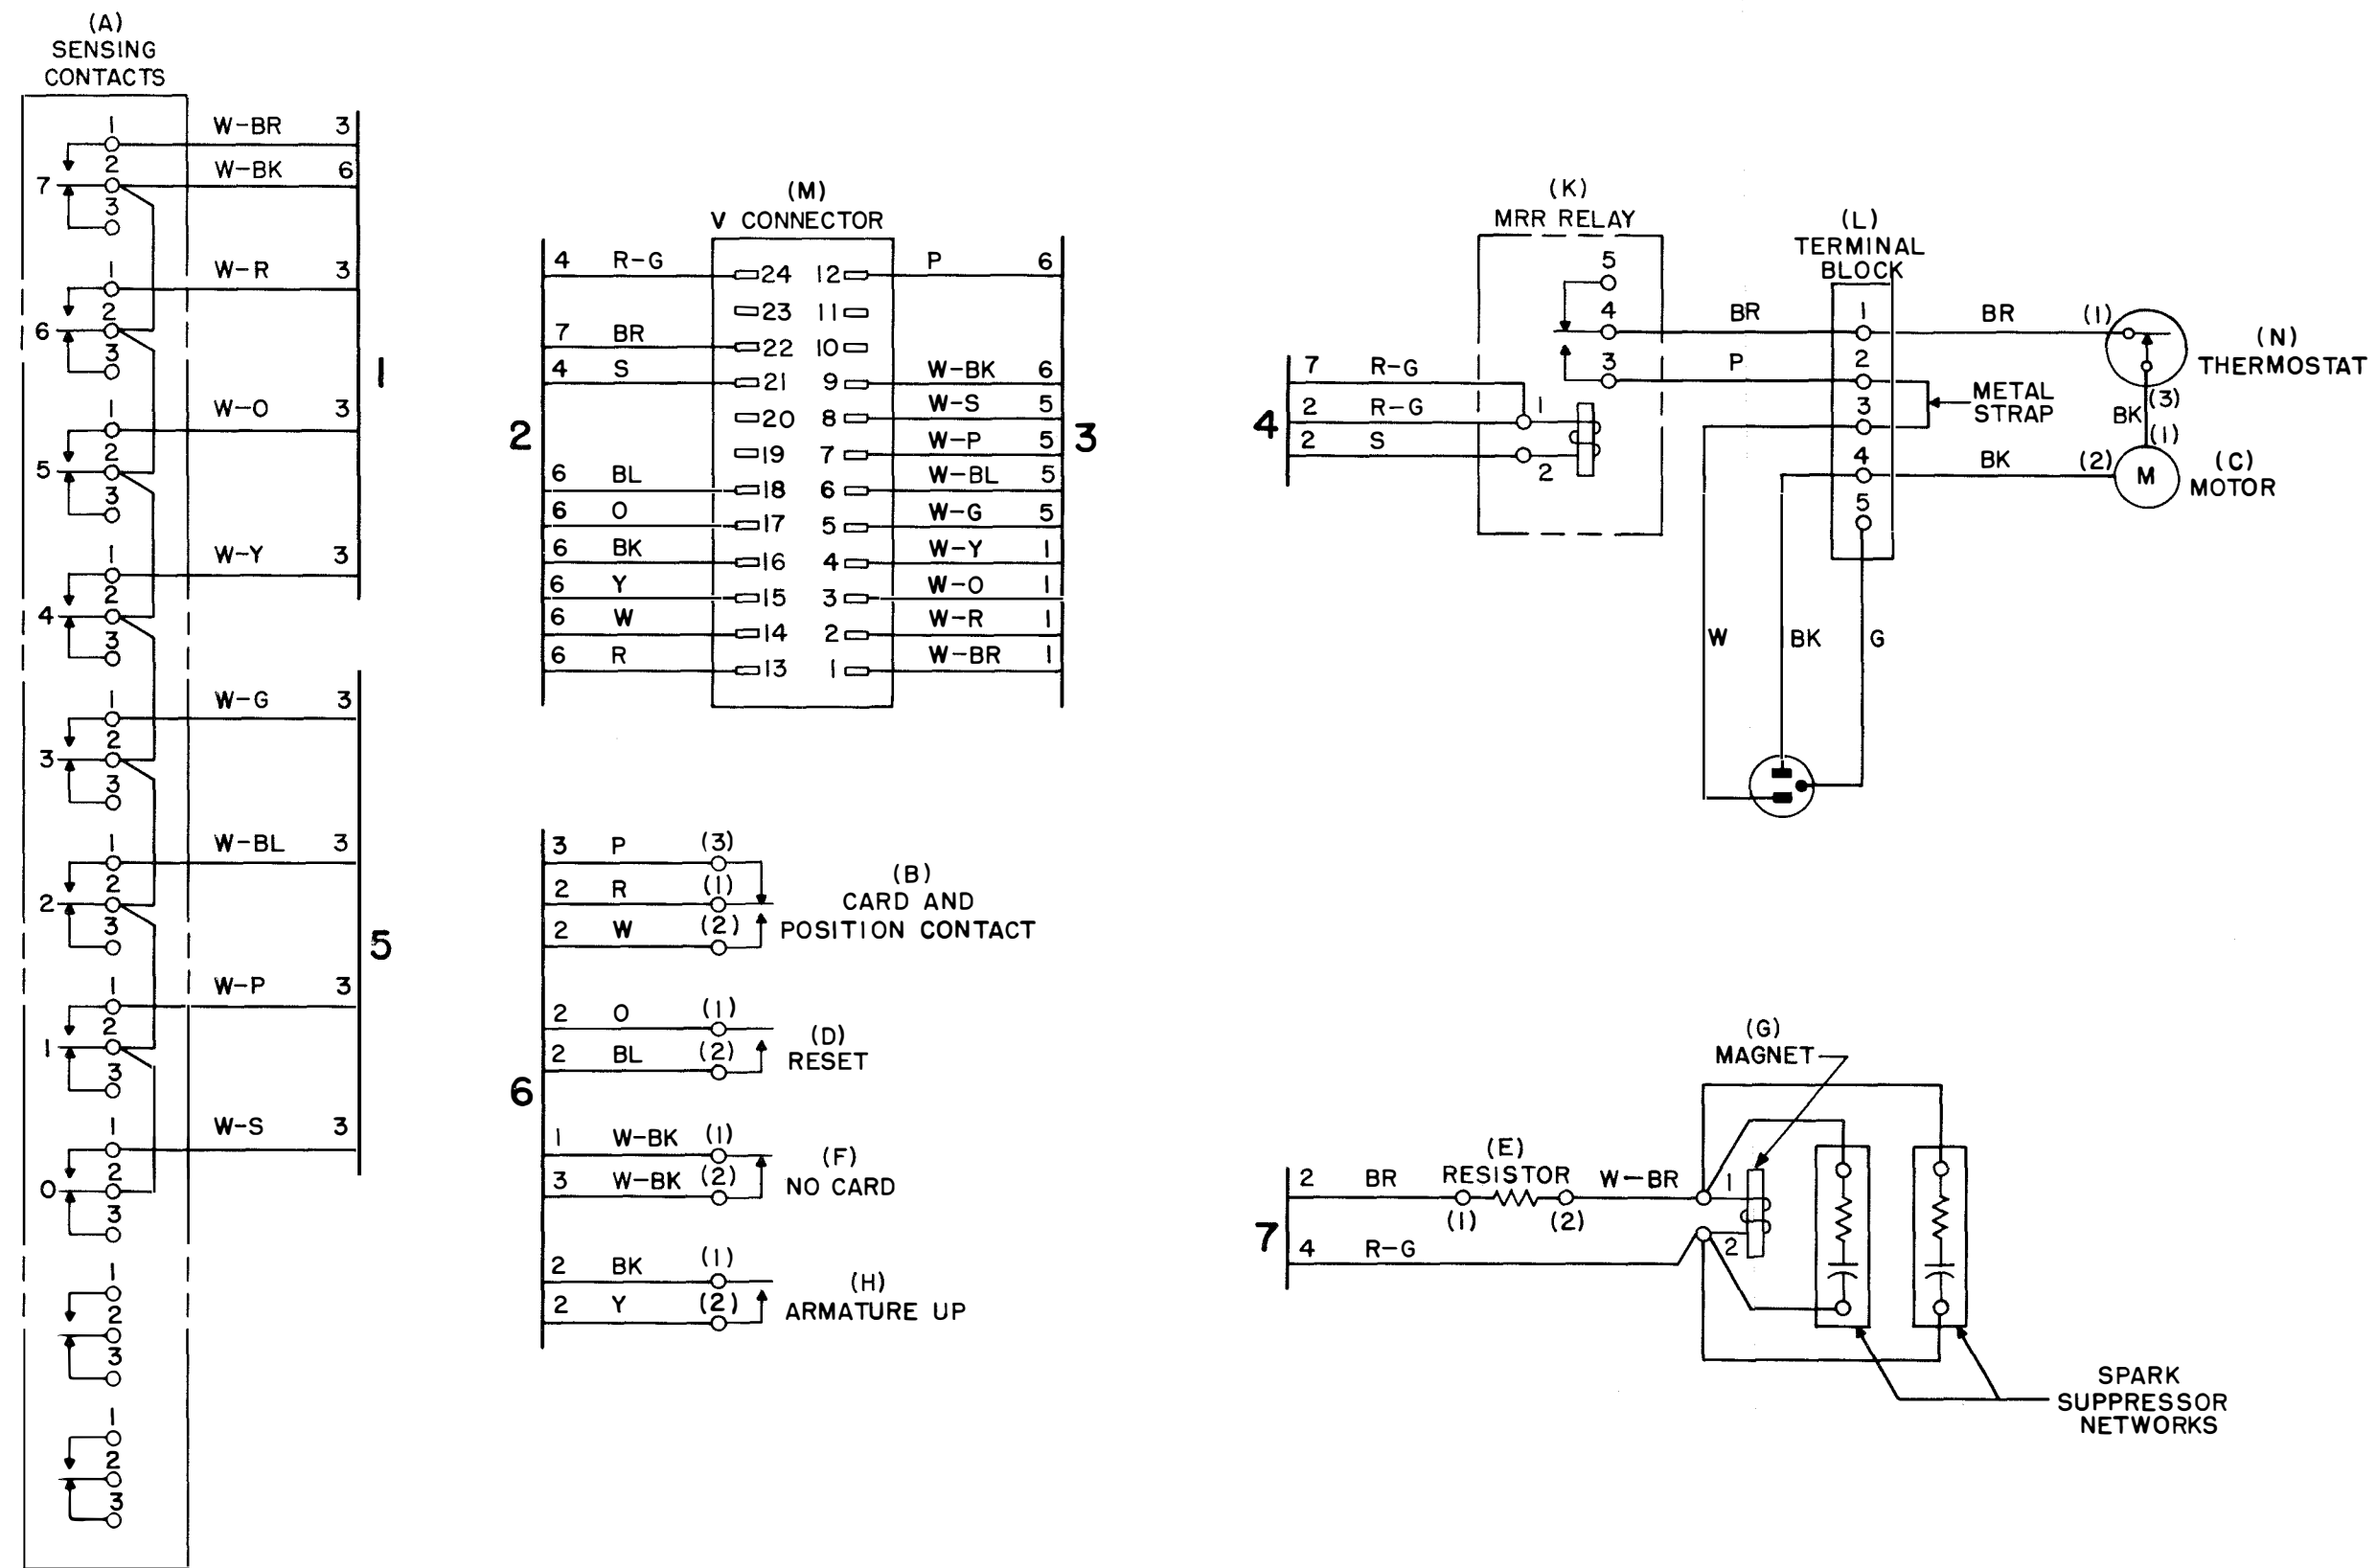 (A)
SENSING
CONTACTS
1 W-BR 3
2 W-BK 6
7
3
1 W-R 3
2
6
3
1
1 W-O 3
2
5
3
1 W-Y 3
2
4
3
1 W-G 3
2
3
3
1 W-BL 3
2
2
3
5
1 W-P 3
2
1
3
1 W-S 3
2
0
3
1
2
3
1
2
3
(M)
V CONNECTOR
4 R-G 24 12 P 6
23 11
7 BR 22 10
4 S 21 9 W-BK 6
20 8 W-S 5
2 3
19 7 W-P 5
6 BL 18 6 W-BL 5
6 O 17 5 W-G 5
6 BK 16 4 W-Y 1
6 Y 15 3 W-O 1
6 W 14 2 W-R 1
6 R 13 1 W-BR 1
3 P (3)
2 R (1)
2 W (2)
(B)
CARD AND
POSITION CONTACT
2 O (1)
2 BL (2)
(D)
RESET
6
1 W-BK (1)
3 W-BK (2)
(F)
NO CARD
2 BK (1)
2 Y (2)
(H)
ARMATURE UP
(K)
MRR RELAY
5
4
3
7 R-G
2 R-G 1
4
2 S
2
(L)
TERMINAL
BLOCK
BR 1 BR (1)
P 2
3
4 BK (2)
5
METAL
STRAP
(N)
THERMOSTAT
(3)
BK
(1)
M
(C)
MOTOR
W BK G
(G)
MAGNET
(E)
RESISTOR
2 BR W-BR 1
(1) (2)
7
4 R-G 2
SPARK
SUPPRESSOR
NETWORKS